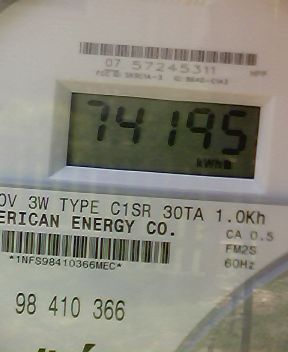 07 57245311
74195
kWh
0V 3W TYPE C1SR 30TA 1.0Kh
ERICAN ENERGY CO.
CA 0.5
FM2S
*1NFS98410366MEC*
60Hz
98 410 366